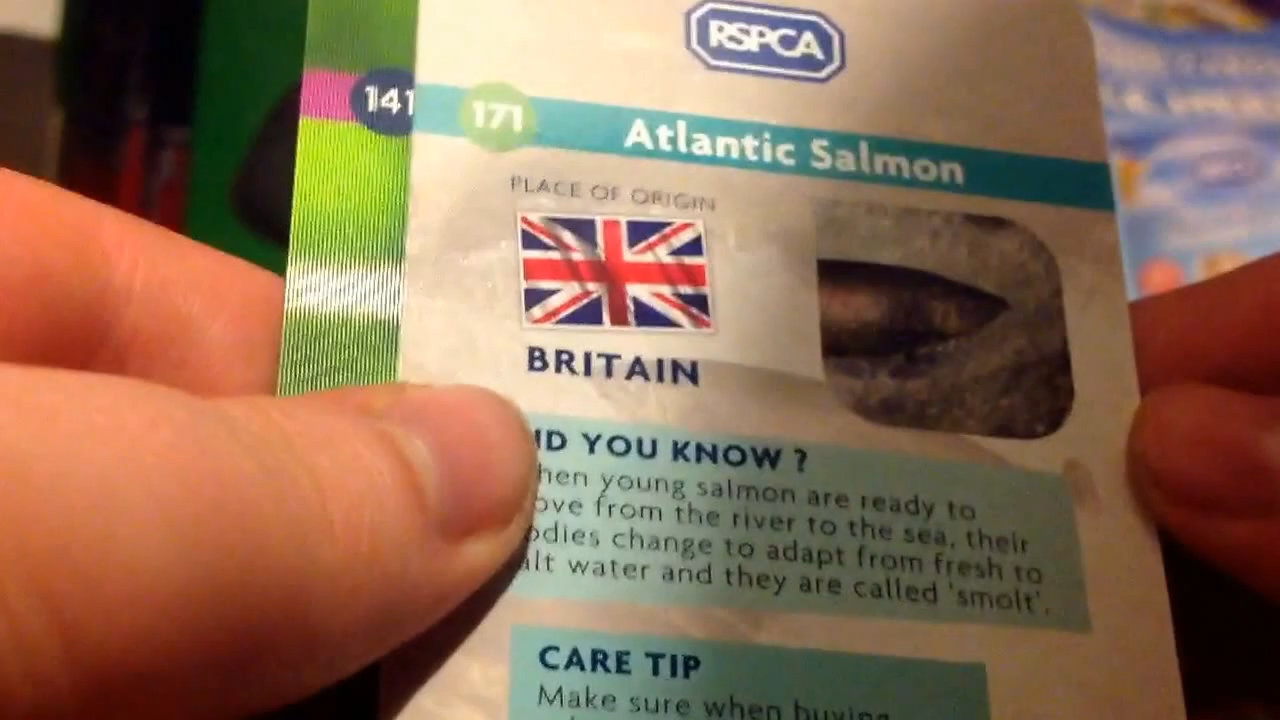 RSPCA
141
171
Atlantic Salmon
PLACE OF ORIGIN
BRITAIN
ID YOU KNOW ?
hen young salmon are ready to
ove from the river to the sea, their
odies change to adapt from fresh to
alt water and they are called 'smolt'.
CARE TIP
Make sure when buying